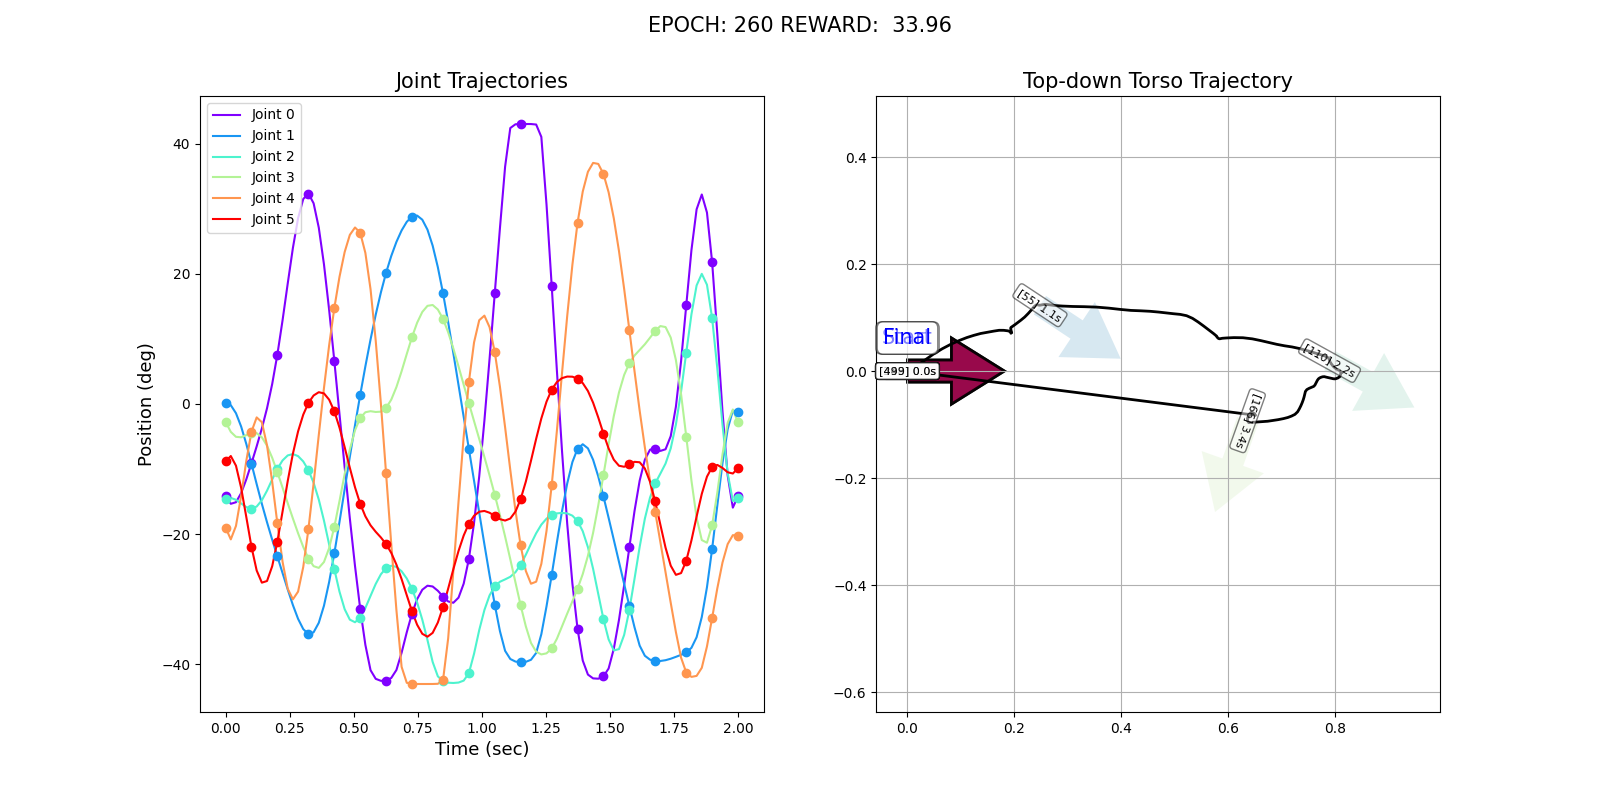 EPOCH: 260 REWARD:  33.96
Joint Trajectories
Joint 0
Joint 1
Joint 2
Joint 3
Joint 4
Joint 5
40
20
0
−20
−40
Position (deg)
0.00 0.25 0.50 0.75 1.00 1.25 1.50 1.75 2.00
Time (sec)
Top-down Torso Trajectory
0.4
0.2
0.0
−0.2
−0.4
−0.6
0.0 0.2 0.4 0.6 0.8
Final
[499] 0.0s
[55] 1.1s
[110] 2.2s
[166] 3.4s